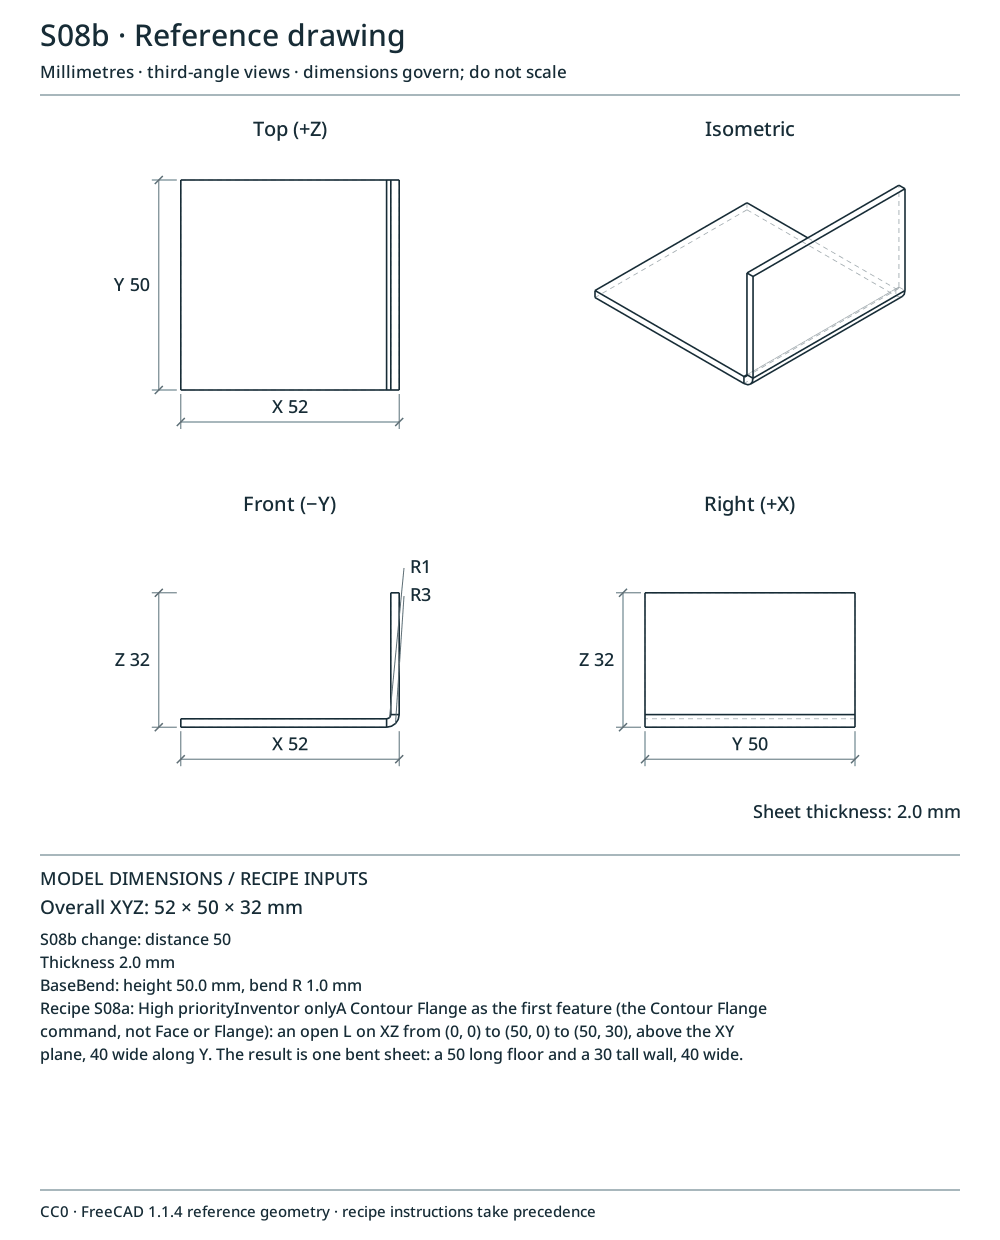 S08b · Reference drawing
Millimetres · third-angle views · dimensions govern; do not scale
Top (+Z)
Isometric
Y 50
X 52
Front (−Y)
Right (+X)
R1
R3
Z 32
X 52
Z 32
Y 50
Sheet thickness: 2.0 mm
MODEL DIMENSIONS / RECIPE INPUTS
Overall XYZ: 52 × 50 × 32 mm
S08b change: distance 50
Thickness 2.0 mm
BaseBend: height 50.0 mm, bend R 1.0 mm
Recipe S08a: High priorityInventor onlyA Contour Flange as the first feature (the Contour Flange
command, not Face or Flange): an open L on XZ from (0, 0) to (50, 0) to (50, 30), above the XY
plane, 40 wide along Y. The result is one bent sheet: a 50 long floor and a 30 tall wall, 40 wide.
CC0 · FreeCAD 1.1.4 reference geometry · recipe instructions take precedence